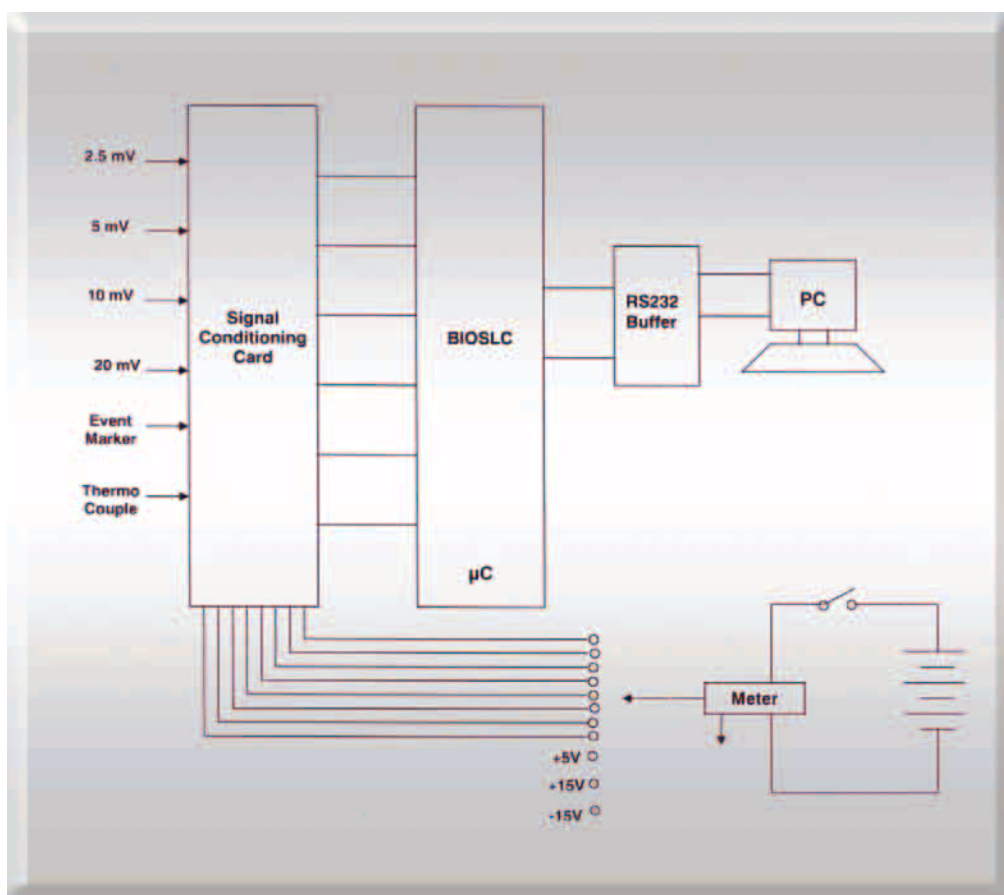 2.5 mV
5 mV
10 mV
20 mV
Event
Marker
Thermo
Couple
Signal
Conditioning
Card
BIOSLC
µC
RS232
Buffer
PC
Meter
+5V
+15V
-15V